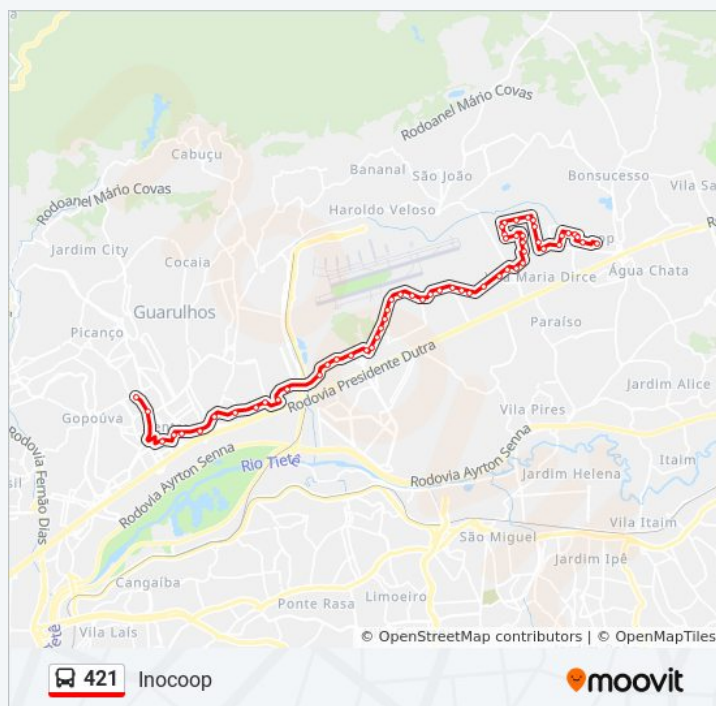 Rodoanel Mário Covas
Cabuçu
Bananal
São João
Bonsucesso
Rodoanel Mário Covas
Haroldo Veloso
Jardim City
Cocaia
Maria Dirce
Água Chata
Guarulhos
Picanço
Paraíso
Rodovia Presidente Dutra
Jardim Alice
Gopoúva
Vila Pires
Rodovia Fernão Dias
Rodovia Ayrton Senna
Rio Tietê
Rodovia Ayrton Senna
Itaim
Jardim Helena
São Miguel
Vila Itaim
Cangaíba
Jardim Ipê
Limoeiro
Ponte Rasa
Vila Laís
© OpenStreetMap contributors | © OpenMapTiles
421 Inocoop
moovit